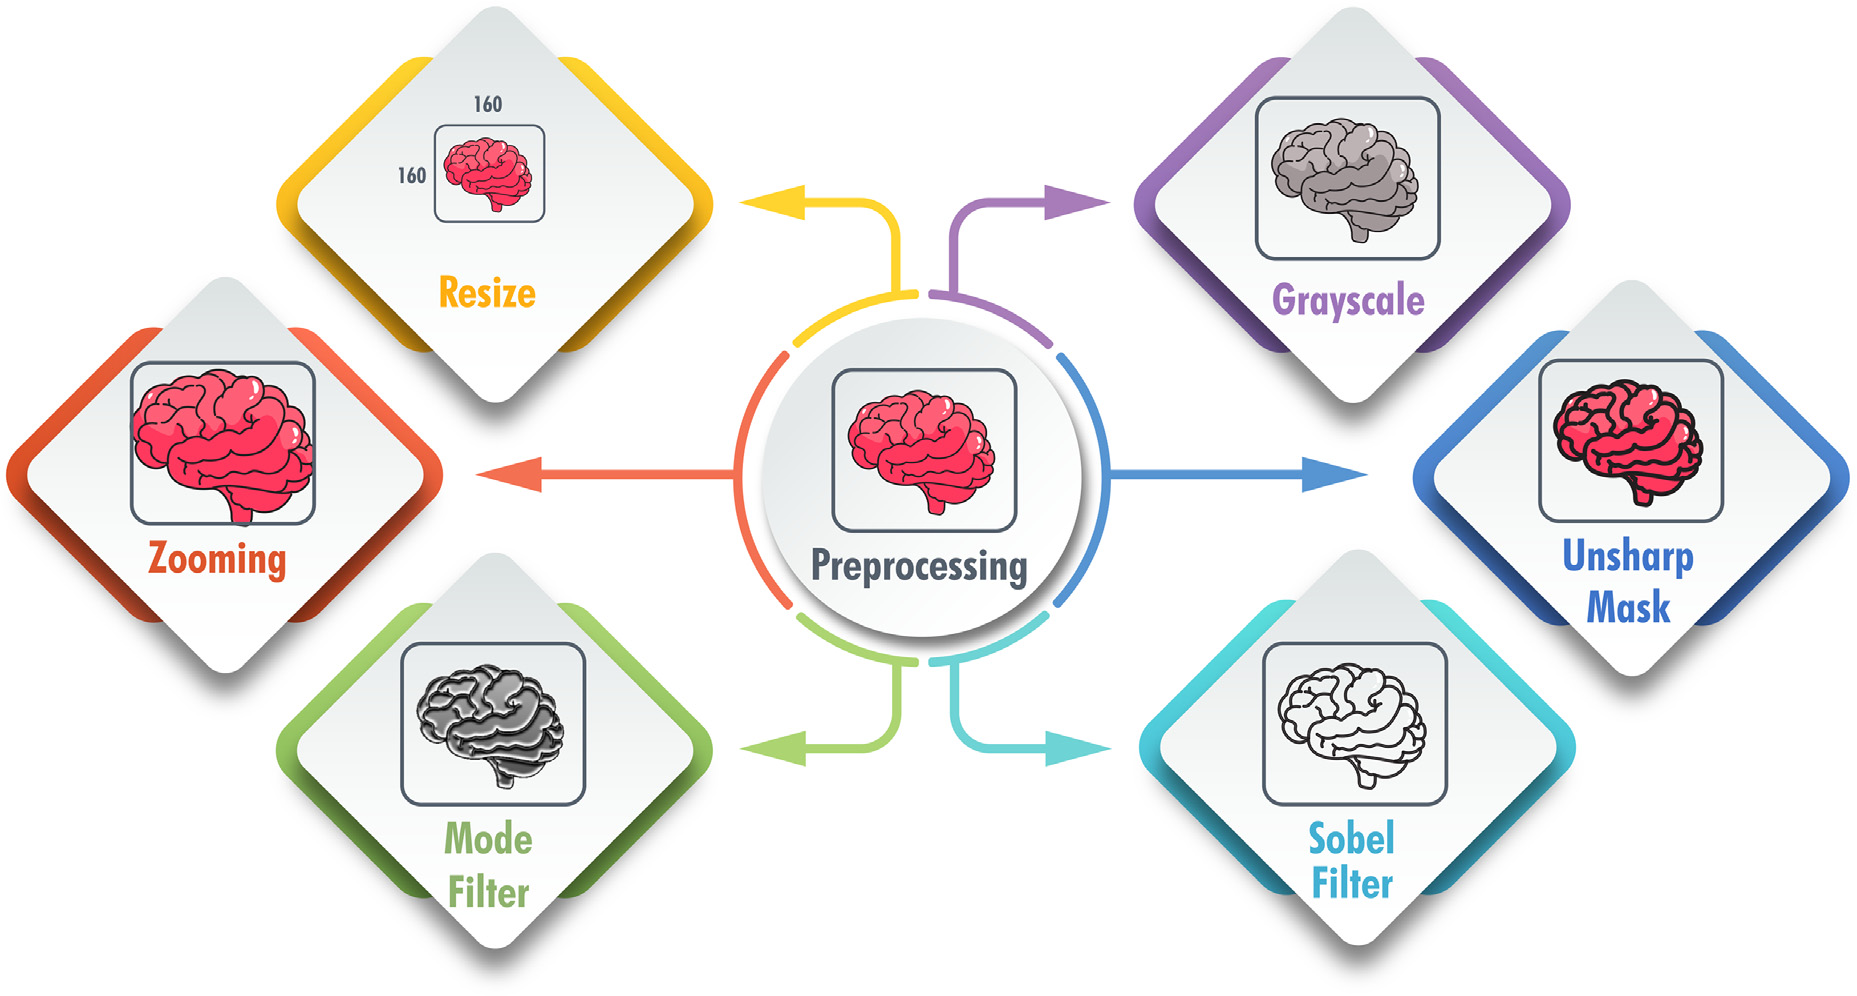 160
160
Resize
Grayscale
Zooming
Preprocessing
Unsharp
Mask
Mode
Filter
Sobel
Filter